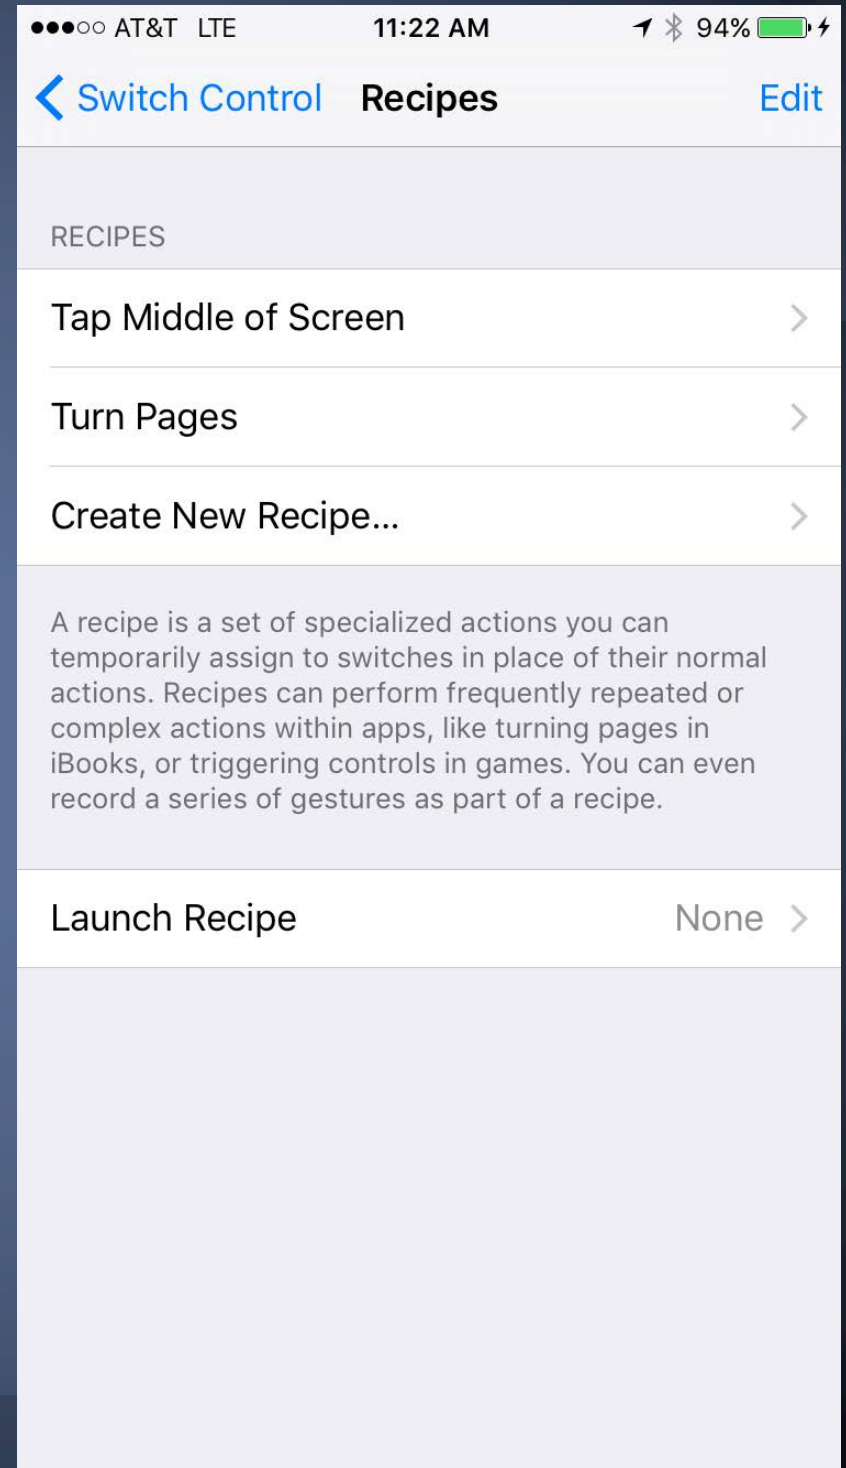 AT&T LTE 11:22 AM 94%
Switch Control Recipes Edit
RECIPES
Tap Middle of Screen
Turn Pages
Create New Recipe...
A recipe is a set of specialized actions you can
temporarily assign to switches in place of their normal
actions. Recipes can perform frequently repeated or
complex actions within apps, like turning pages in
iBooks, or triggering controls in games. You can even
record a series of gestures as part of a recipe.
Launch Recipe None